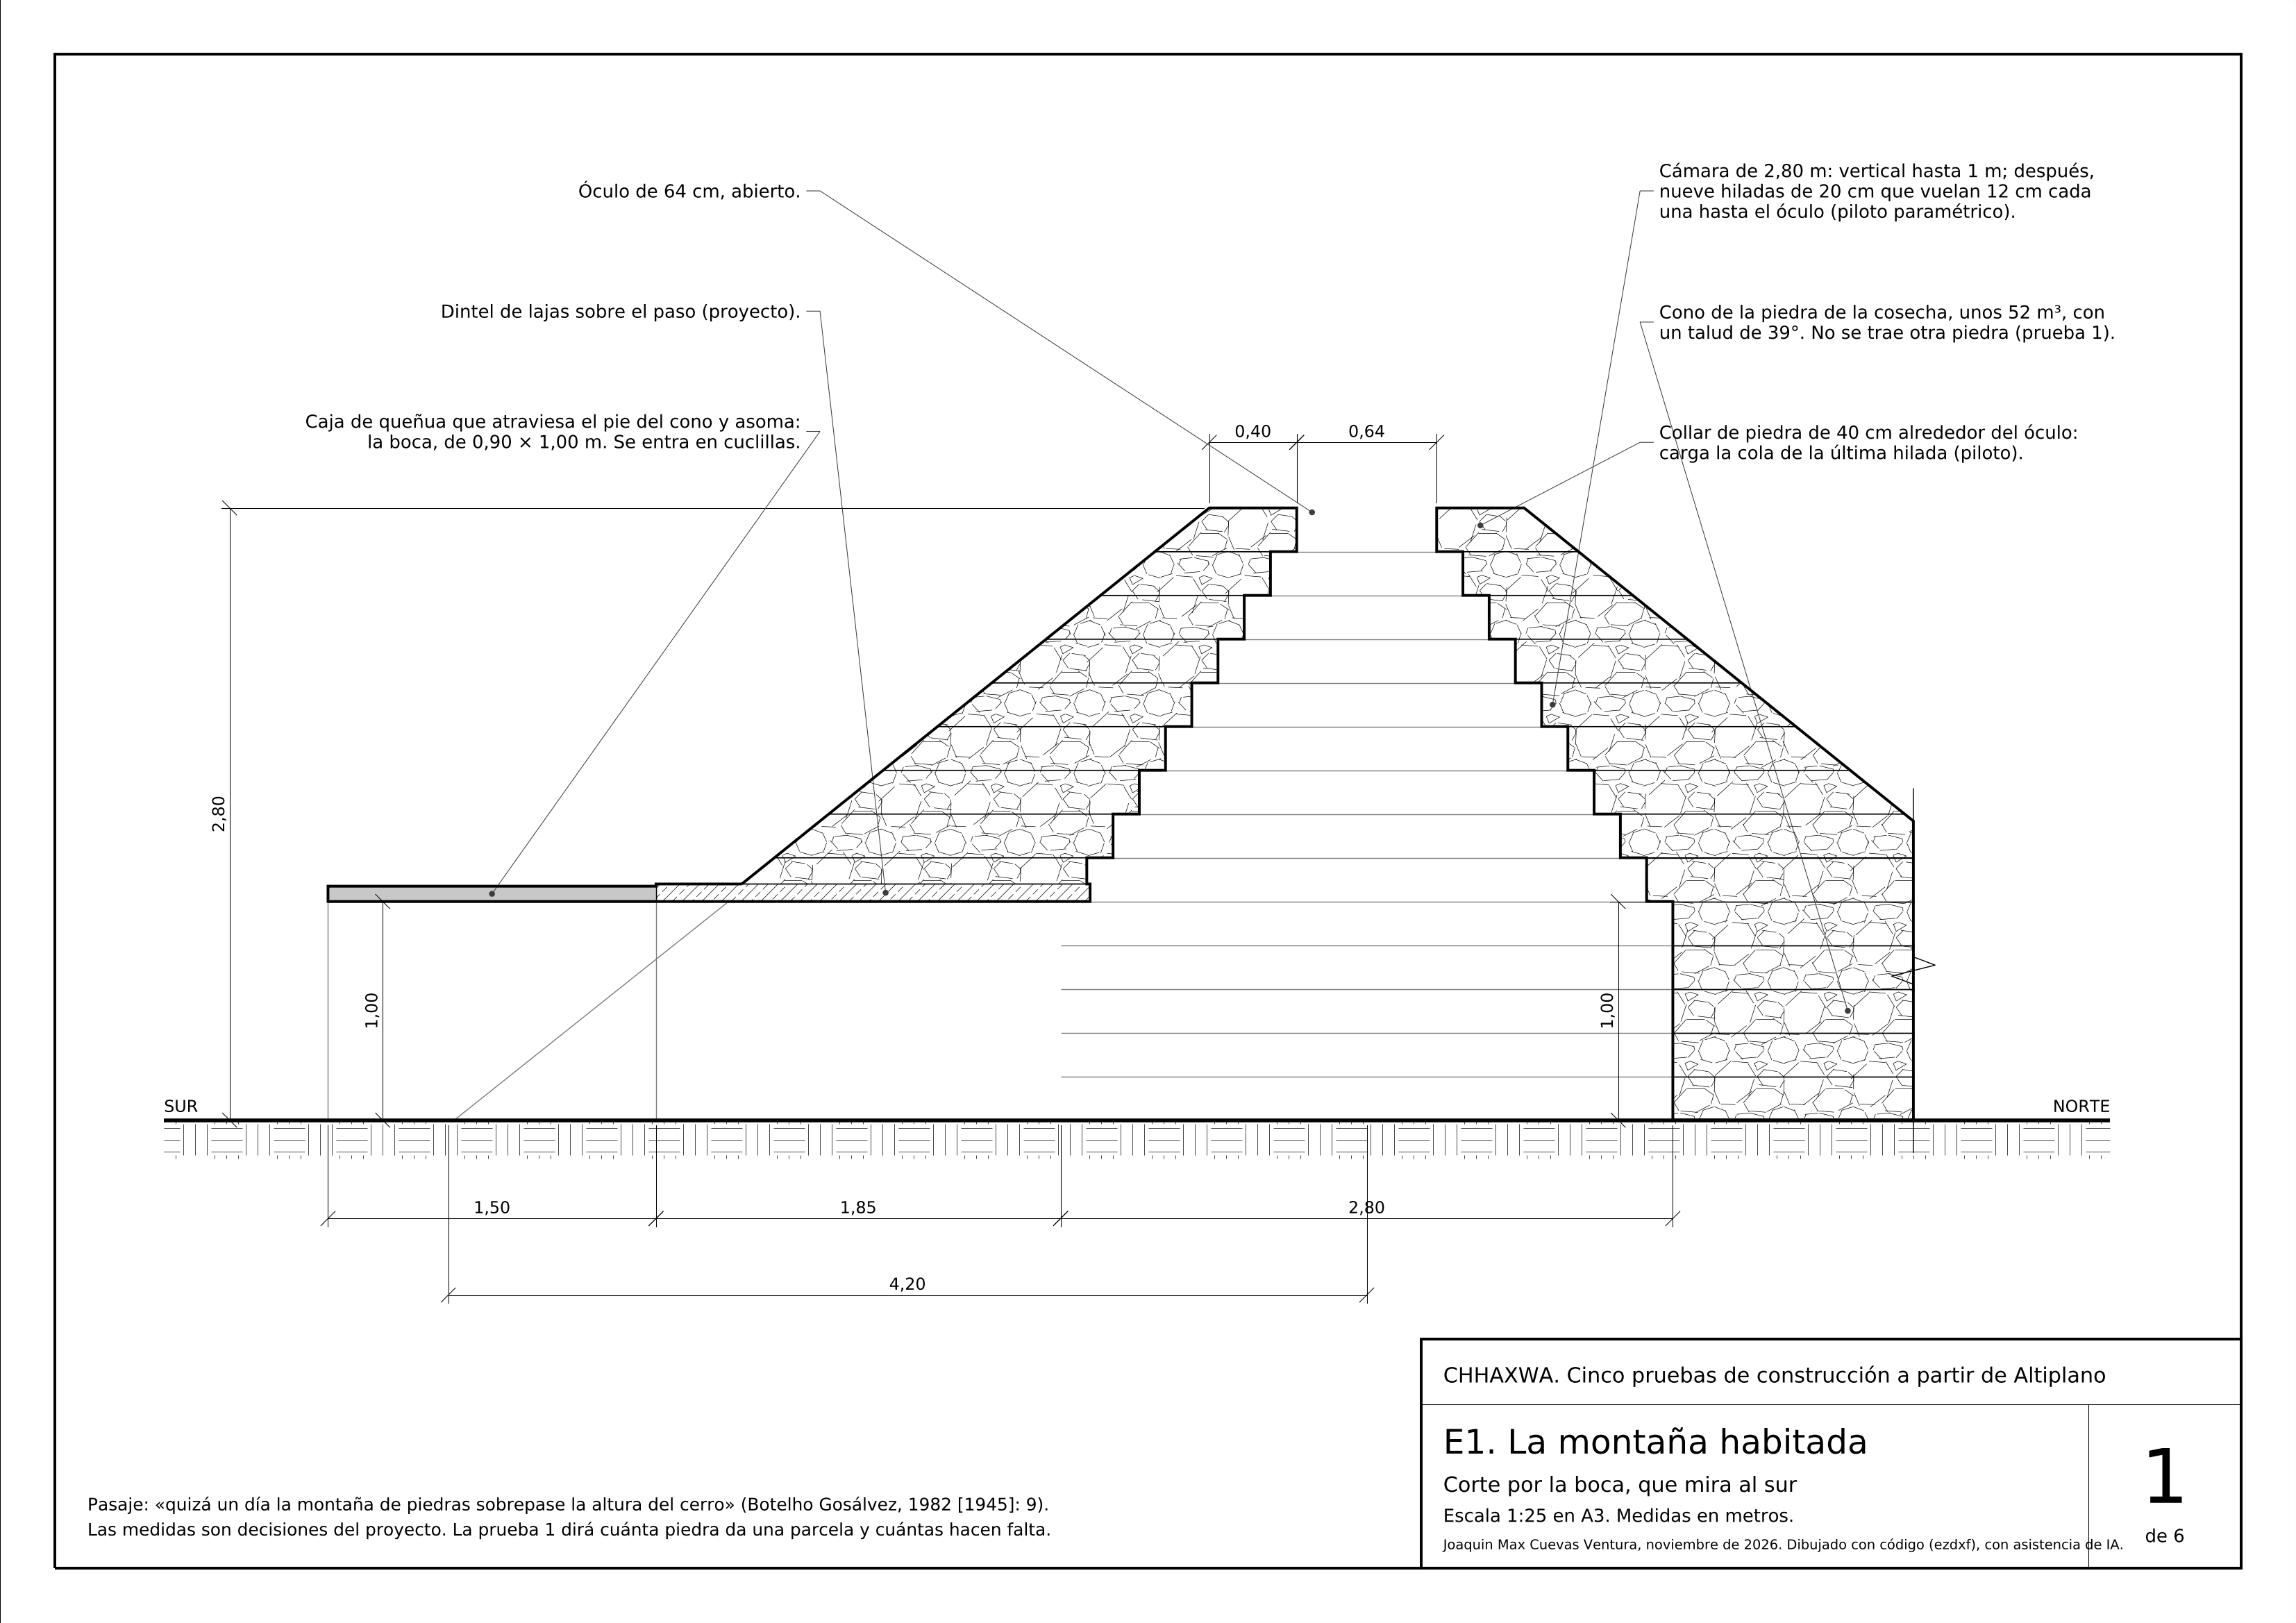 Óculo de 64 cm, abierto.
Dintel de lajas sobre el paso (proyecto).
Caja de queñua que atraviesa el pie del cono y asoma:
la boca, de 0,90 × 1,00 m. Se entra en cuclillas.
Cámara de 2,80 m: vertical hasta 1 m; después,
nueve hiladas de 20 cm que vuelan 12 cm cada
una hasta el óculo (piloto paramétrico).
Cono de la piedra de la cosecha, unos 52 m³, con
un talud de 39°. No se trae otra piedra (prueba 1).
Collar de piedra de 40 cm alrededor del óculo:
carga la cola de la última hilada (piloto).
0,40
0,64
2,80
1,00
1,00
SUR
NORTE
1,50
1,85
2,80
4,20
Pasaje: «quizá un día la montaña de piedras sobrepase la altura del cerro» (Botelho Gosálvez, 1982 [1945]: 9).
Las medidas son decisiones del proyecto. La prueba 1 dirá cuánta piedra da una parcela y cuántas hacen falta.
CHHAXWA. Cinco pruebas de construcción a partir de Altiplano
E1. La montaña habitada
Corte por la boca, que mira al sur
Escala 1:25 en A3. Medidas en metros.
Joaquin Max Cuevas Ventura, noviembre de 2026. Dibujado con código (ezdxf), con asistencia de IA.
1
de 6